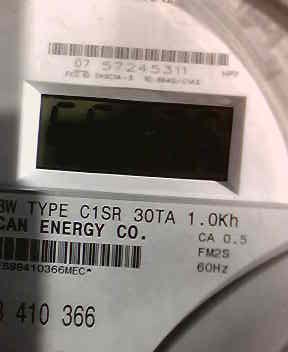 07 57245311
3W TYPE C1SR 30TA 1.0Kh
CAN ENERGY CO.
CA 0.5
FM2S
60Hz
698410366MEC*
3 410 366